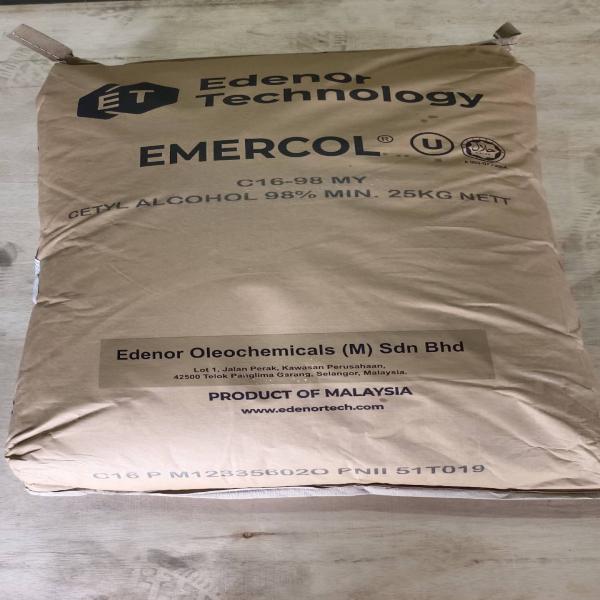 ET
Edenor
Technology
EMERCOL®
U
حلال
C16-98 MY
CETYL ALCOHOL 98% MIN. 25KG NETT
Edenor Oleochemicals (M) Sdn Bhd
Lot 1, Jalan Perak, Kawasan Perusahaan,
42500 Telok Panglima Garang, Selangor, Malaysia.
PRODUCT OF MALAYSIA
www.edenortech.com
C16 P M12335602O PNII 51T019